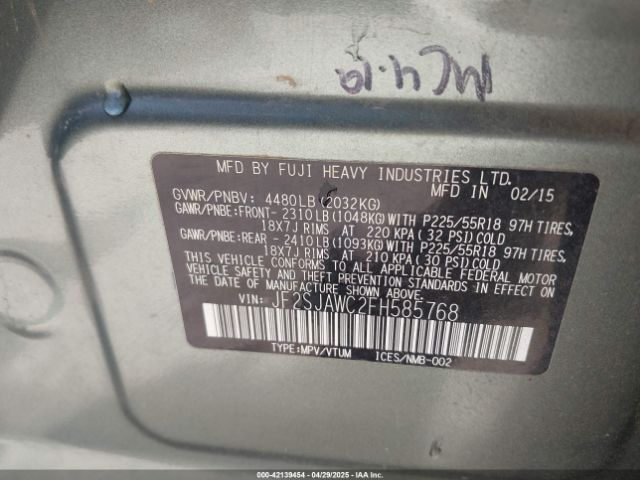 MFD BY FUJI HEAVY INDUSTRIES LTD.
MFD IN 02/15
GVWR/PNBV: 4480LB (2032KG)
GAWR/PNBE:FRONT-2310LB(1048KG)WITH P225/55R18 97H TIRES,
18X7J RIMS AT 220 KPA(32 PSI)COLD
GAWR/PNBE:REAR -2410LB(1093KG)WITH P225/55R18 97H TIRES,
18X7J RIMS AT 210 KPA(30 PSI)COLD
THIS VEHICLE CONFORMS TO ALL APPLICABLE FEDERAL MOTOR
VEHICLE SAFETY AND THEFT PREVENTION STANDARDS IN EFFECT ON
THE DATE OF MANUFACTURE SHOWN ABOVE.
VIN: JF2SJAWC2FH585768
TYPE:MPV/VTUM ICES/NMB-002
000-42139454 - 04/29/2025 - IAA Inc.